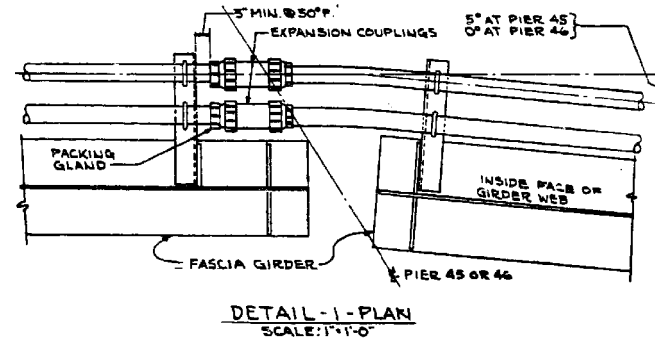 3" MIN. @ 50°F.
EXPANSION COUPLINGS
5° AT PIER 45
0° AT PIER 46
PACKING
GLAND
INSIDE FACE OF
GIRDER WEB
FASCIA GIRDER
℄ PIER 45 OR 46
DETAIL-1-PLAN
SCALE: 1"=1'-0"